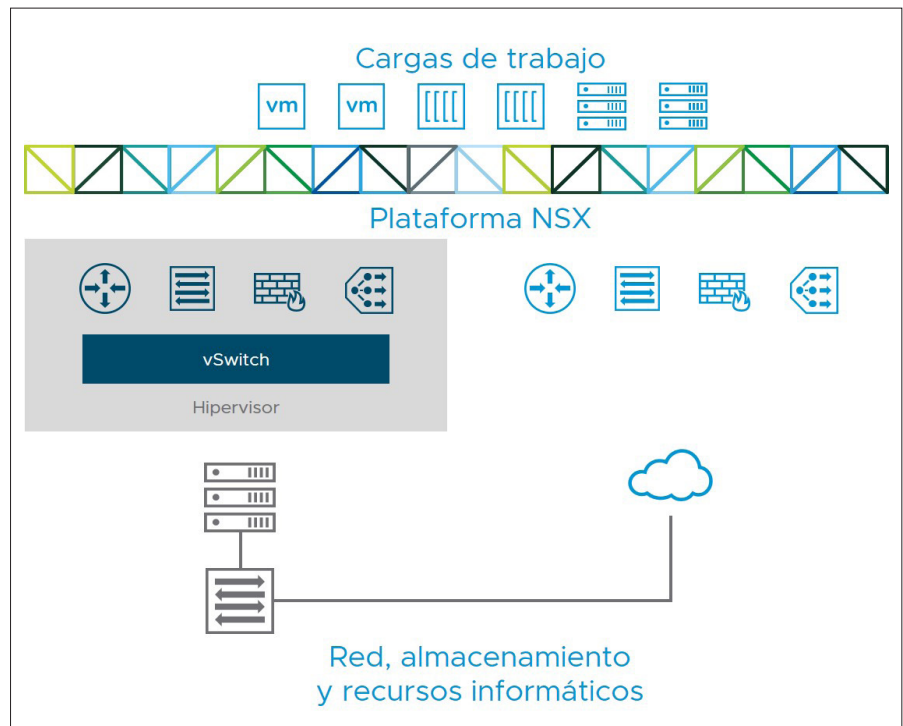 Cargas de trabajo
vm
vm
Plataforma NSX
vSwitch
Hipervisor
Red, almacenamiento
y recursos informáticos